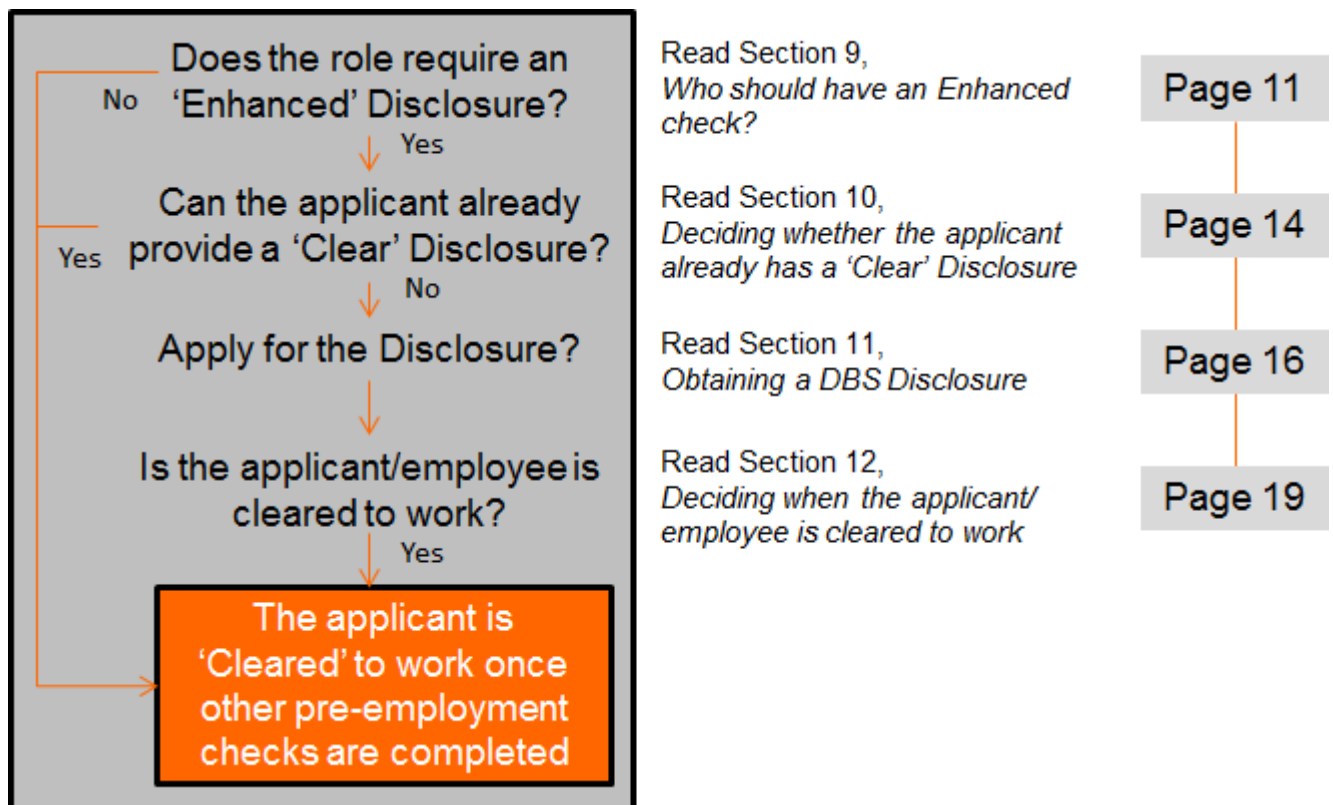 Does the role require an
‘Enhanced’ Disclosure?
No
Yes
Can the applicant already
provide a ‘Clear’ Disclosure?
Yes
No
Apply for the Disclosure?
Is the applicant/employee is
cleared to work?
Yes
The applicant is
‘Cleared’ to work once
other pre-employment
checks are completed
Read Section 9,
Who should have an Enhanced
check?
Page 11
Read Section 10,
Deciding whether the applicant
already has a ‘Clear’ Disclosure
Page 14
Read Section 11,
Obtaining a DBS Disclosure
Page 16
Read Section 12,
Deciding when the applicant/
employee is cleared to work
Page 19